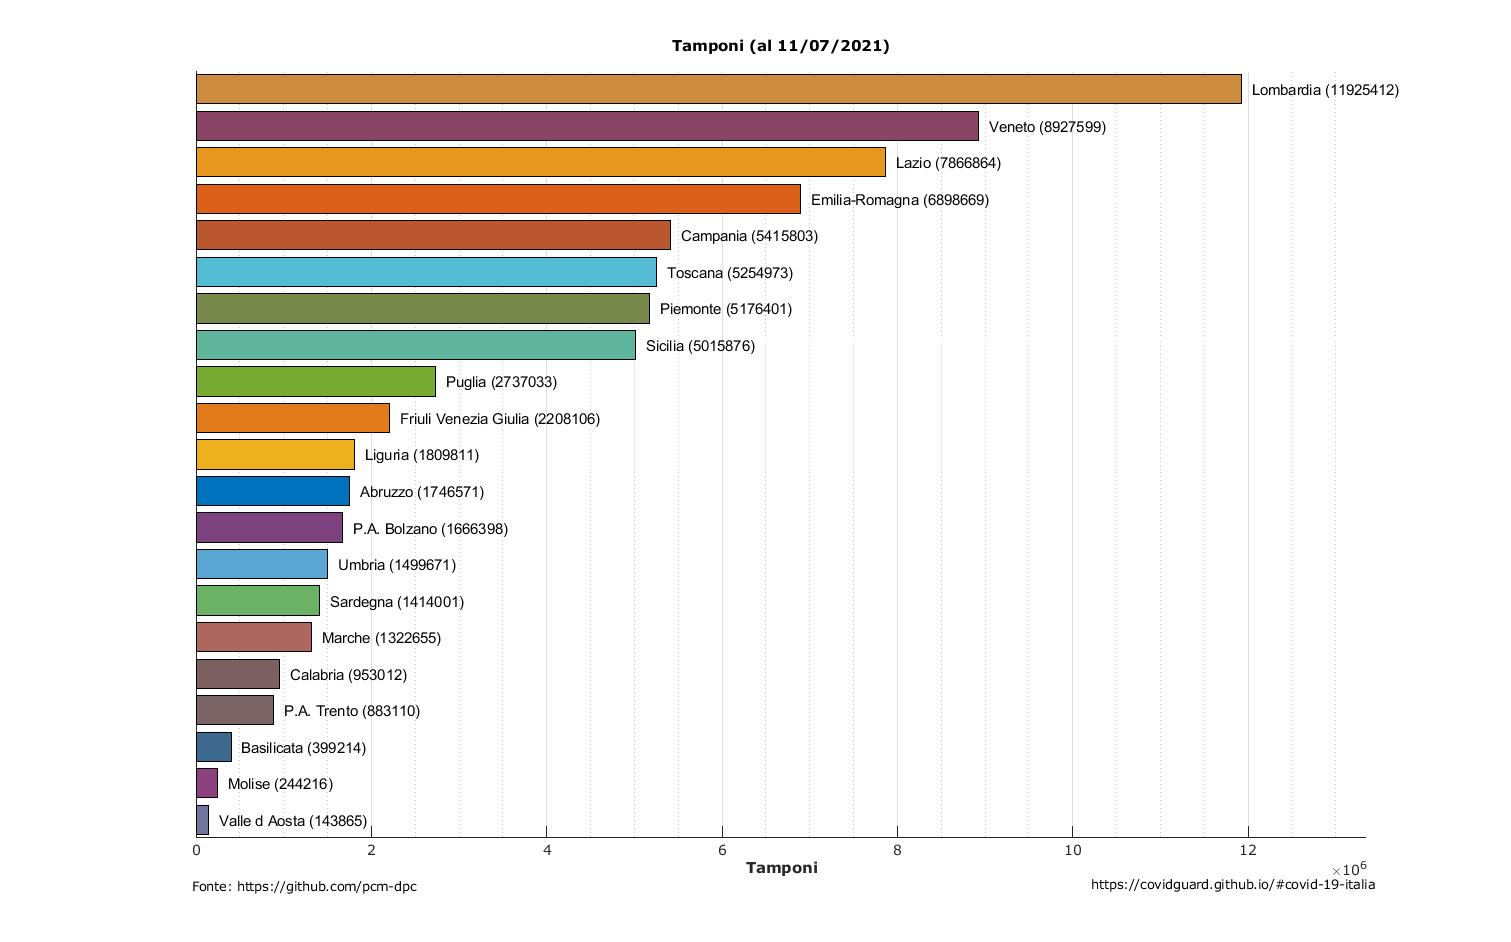 Tamponi (al 11/07/2021)
Lombardia (11925412)
Veneto (8927599)
Lazio (7866864)
Emilia-Romagna (6898669)
Campania (5415803)
Toscana (5254973)
Piemonte (5176401)
Sicilia (5015876)
Puglia (2737033)
Friuli Venezia Giulia (2208106)
Liguria (1809811)
Abruzzo (1746571)
P.A. Bolzano (1666398)
Umbria (1499671)
Sardegna (1414001)
Marche (1322655)
Calabria (953012)
P.A. Trento (883110)
Basilicata (399214)
Molise (244216)
Valle d Aosta (143865)
0 2 4 6 8 10 12
Tamponi
×10⁶
Fonte: https://github.com/pcm-dpc
https://covidguard.github.io/#covid-19-italia